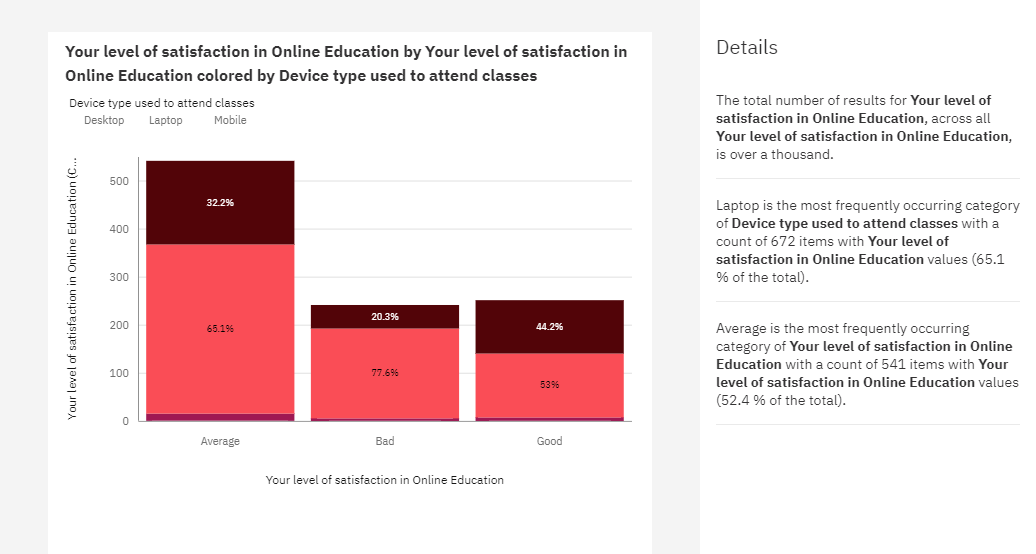 Your level of satisfaction in Online Education by Your level of satisfaction in
Online Education colored by Device type used to attend classes
Device type used to attend classes
Desktop Laptop Mobile
Your level of satisfaction in Online Education (C...
500
400
300
200
100
0
32.2%
65.1%
20.3%
77.6%
44.2%
53%
Average Bad Good
Your level of satisfaction in Online Education
Details
The total number of results for Your level of
satisfaction in Online Education, across all
Your level of satisfaction in Online Education,
is over a thousand.
Laptop is the most frequently occurring category
of Device type used to attend classes with a
count of 672 items with Your level of
satisfaction in Online Education values (65.1
% of the total).
Average is the most frequently occurring
category of Your level of satisfaction in Online
Education with a count of 541 items with Your
level of satisfaction in Online Education values
(52.4 % of the total).